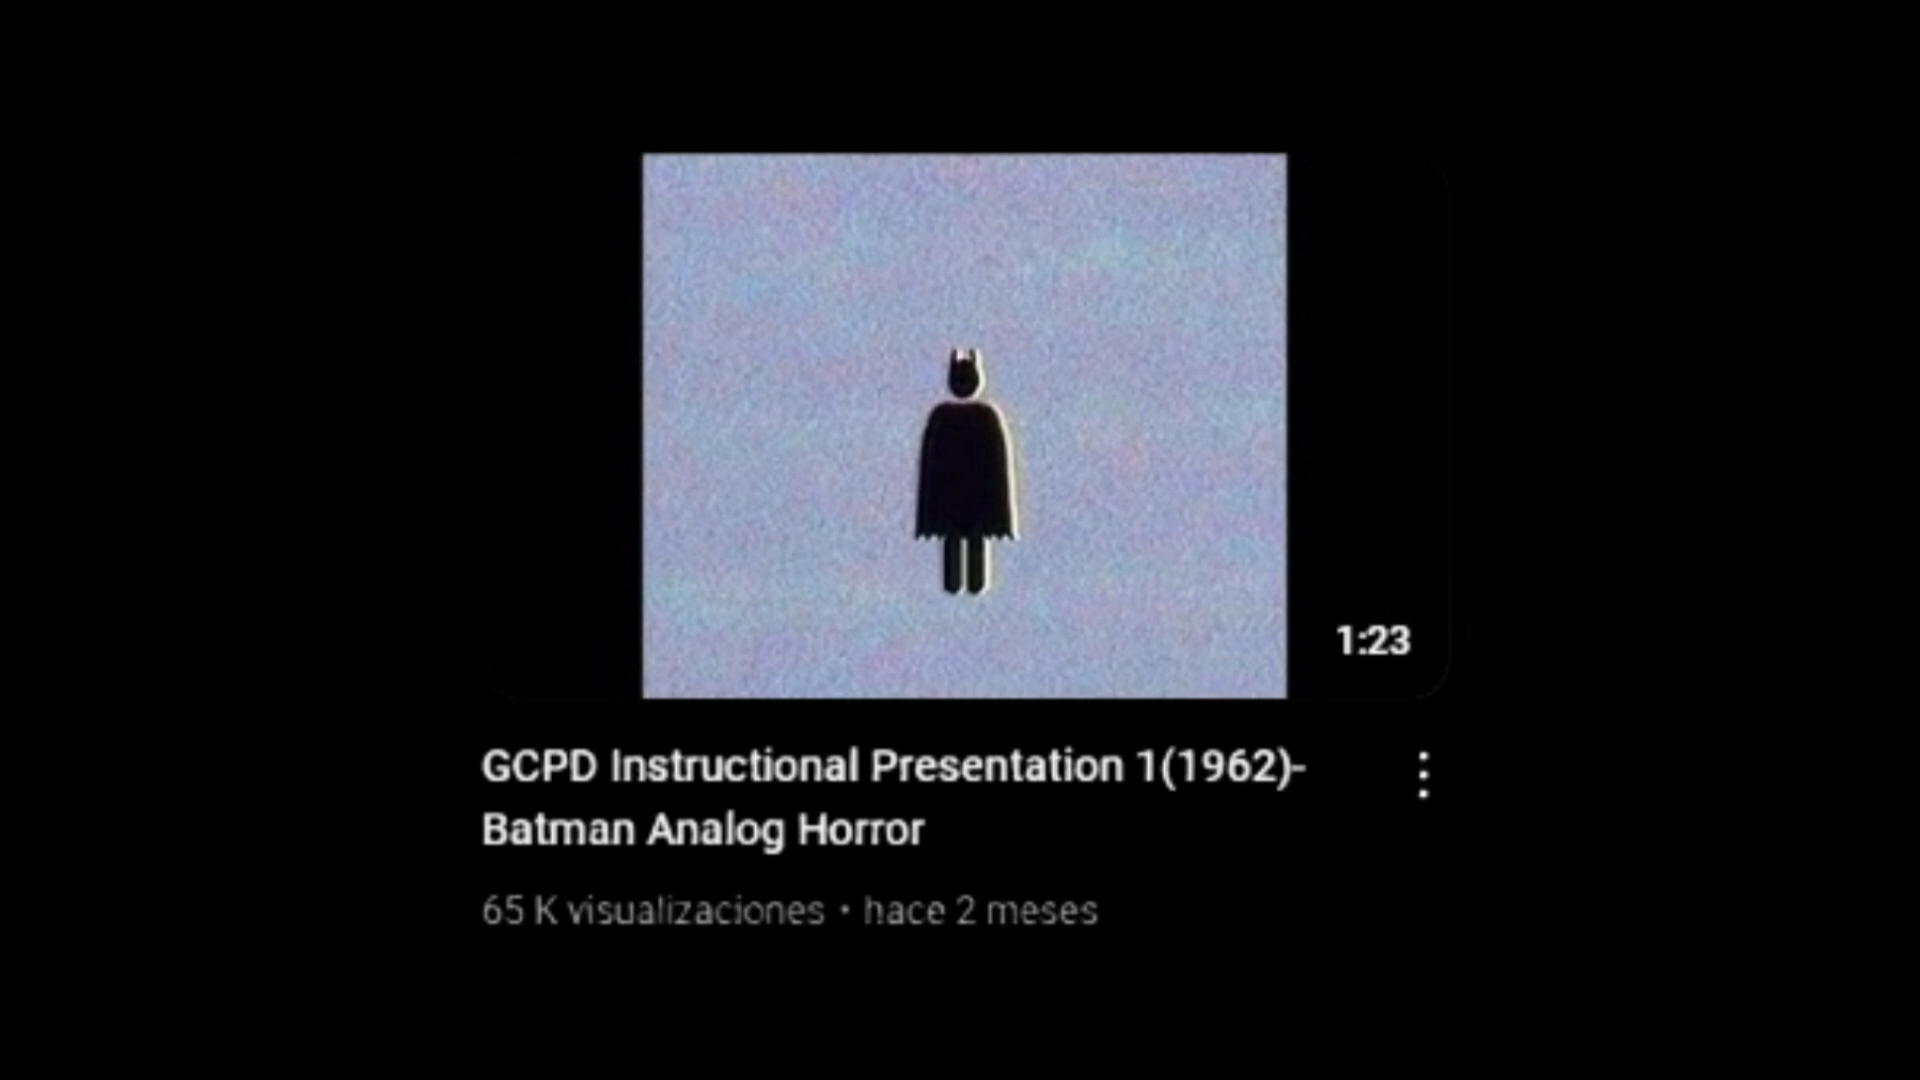 1:23
GCPD Instructional Presentation 1(1962)-
Batman Analog Horror
65 K visualizaciones • hace 2 meses